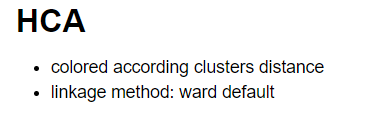 HCA
• colored according clusters distance
• linkage method: ward default